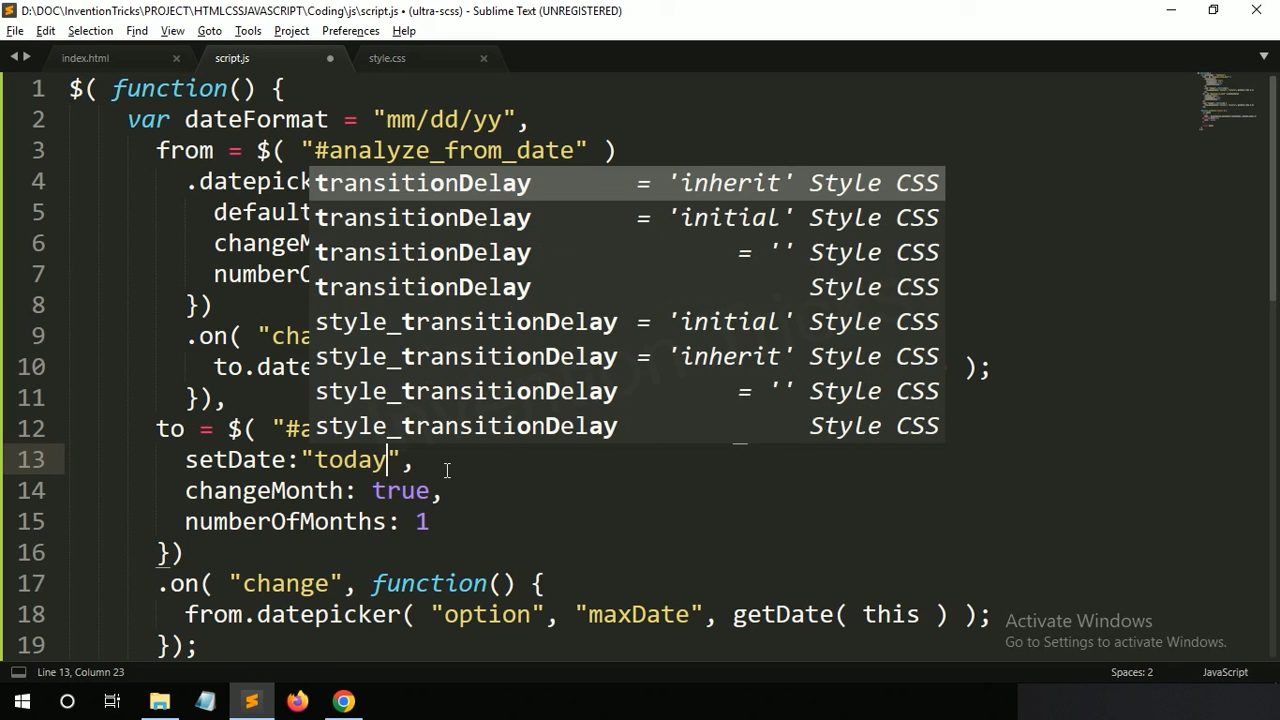 D:\DOC\InventionTricks\PROJECT\HTMLCSSJAVASCRIPT\Coding\js\script.js • (ultra-scss) - Sublime Text (UNREGISTERED)
File Edit Selection Find View Goto Tools Project Preferences Help
index.html script.js style.css
1 $( function() {
2 var dateFormat = "mm/dd/yy",
3 from = $( "#analyze_from_date" )
4 .datepick
5 default
6 changeM
7 numberO
8 })
9 .on( "cha
10 to.date );
11 }),
12 to = $( "#a
transitionDelay = 'inherit' Style CSS
transitionDelay = 'initial' Style CSS
transitionDelay = '' Style CSS
transitionDelay Style CSS
style_transitionDelay = 'initial' Style CSS
style_transitionDelay = 'inherit' Style CSS
style_transitionDelay = '' Style CSS
style_transitionDelay Style CSS
13 setDate:"today",
14 changeMonth: true,
15 numberOfMonths: 1
16 })
17 .on( "change", function() {
18 from.datepicker( "option", "maxDate", getDate( this ) );
19 });
Activate Windows
Go to Settings to activate Windows.
Line 13, Column 23 Spaces: 2 JavaScript